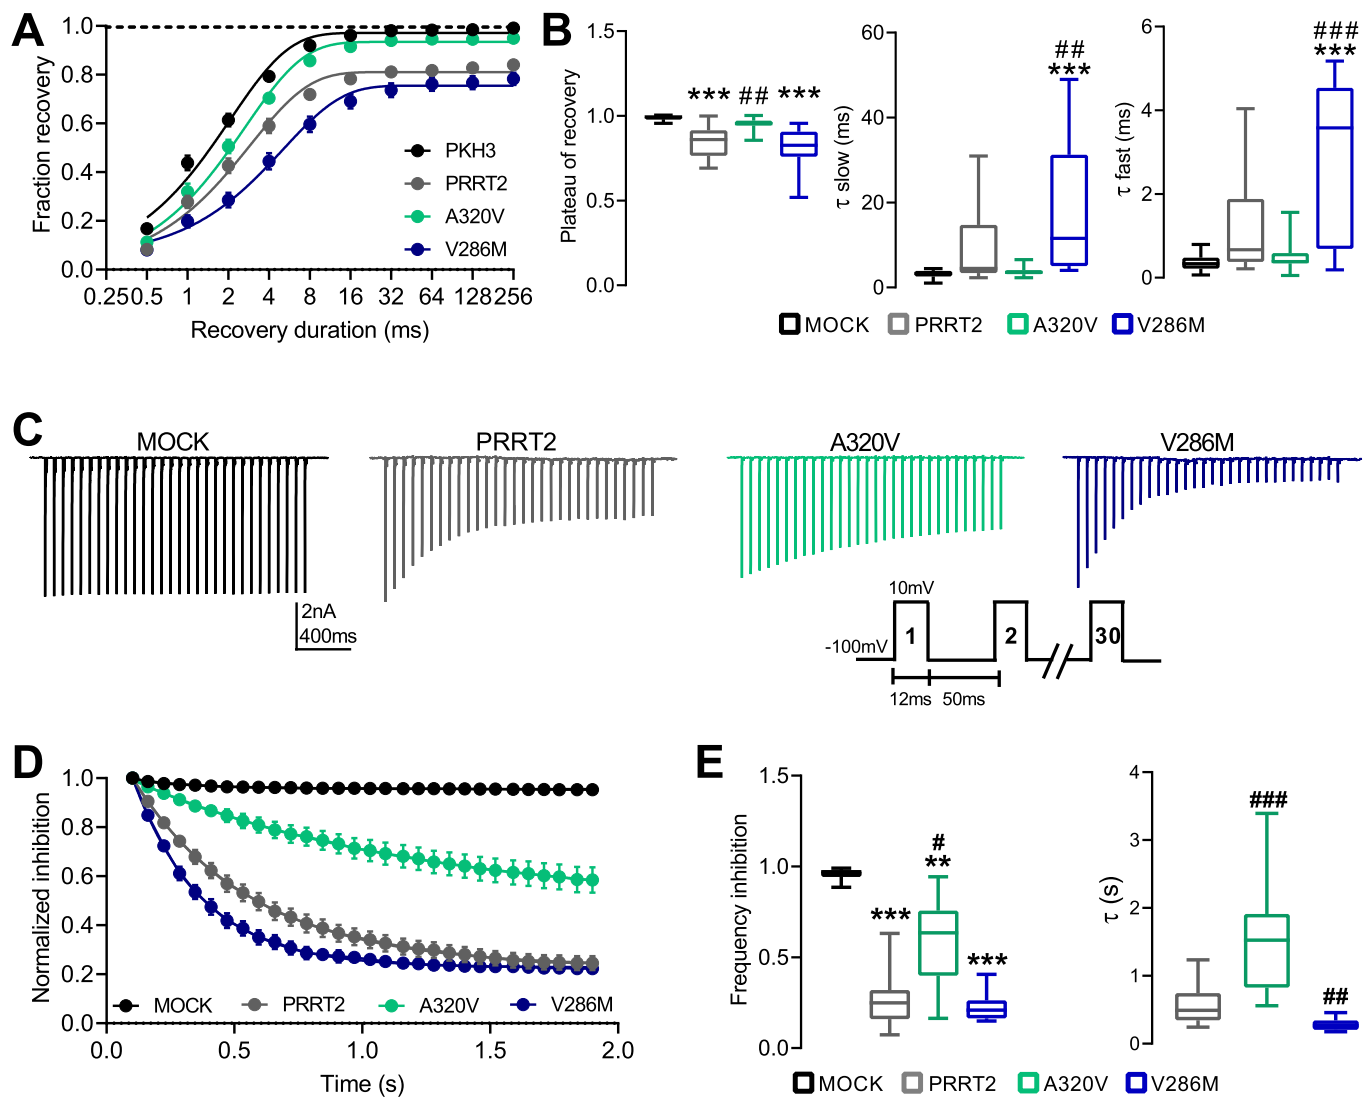 A
1.0
0.8
0.6
0.4
0.2
0.0
Fraction recovery
PKH3
PRRT2
A320V
V286M
0.25 0.5 1 2 4 8 16 32 64 128 256
Recovery duration (ms)
B
1.5
1.0
0.5
0.0
Plateau of recovery
*** ## ***
60
40
20
0
τ slow (ms)
##
***
6
4
2
0
τ fast (ms)
###
***
MOCK PRRT2 A320V V286M
C
MOCK PRRT2 A320V V286M
2nA
400ms
10mV
-100mV
1 2 30
12ms 50ms
D
1.0
0.8
0.6
0.4
0.2
0.0
Normalized inhibition
MOCK PRRT2 A320V V286M
0.0 0.5 1.0 1.5 2.0
Time (s)
E
1.5
1.0
0.5
0.0
Frequency inhibition
***
#
**
***
4
3
2
1
0
τ (s)
###
##
MOCK PRRT2 A320V V286M